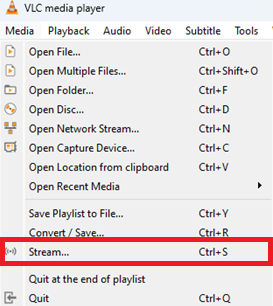 VLC media player
Media Playback Audio Video Subtitle Tools
Open File... Ctrl+O
Open Multiple Files... Ctrl+Shift+O
Open Folder... Ctrl+F
Open Disc... Ctrl+D
Open Network Stream... Ctrl+N
Open Capture Device... Ctrl+C
Open Location from clipboard Ctrl+V
Open Recent Media
Save Playlist to File... Ctrl+Y
Convert / Save... Ctrl+R
Stream... Ctrl+S
Quit at the end of playlist
Quit Ctrl+Q